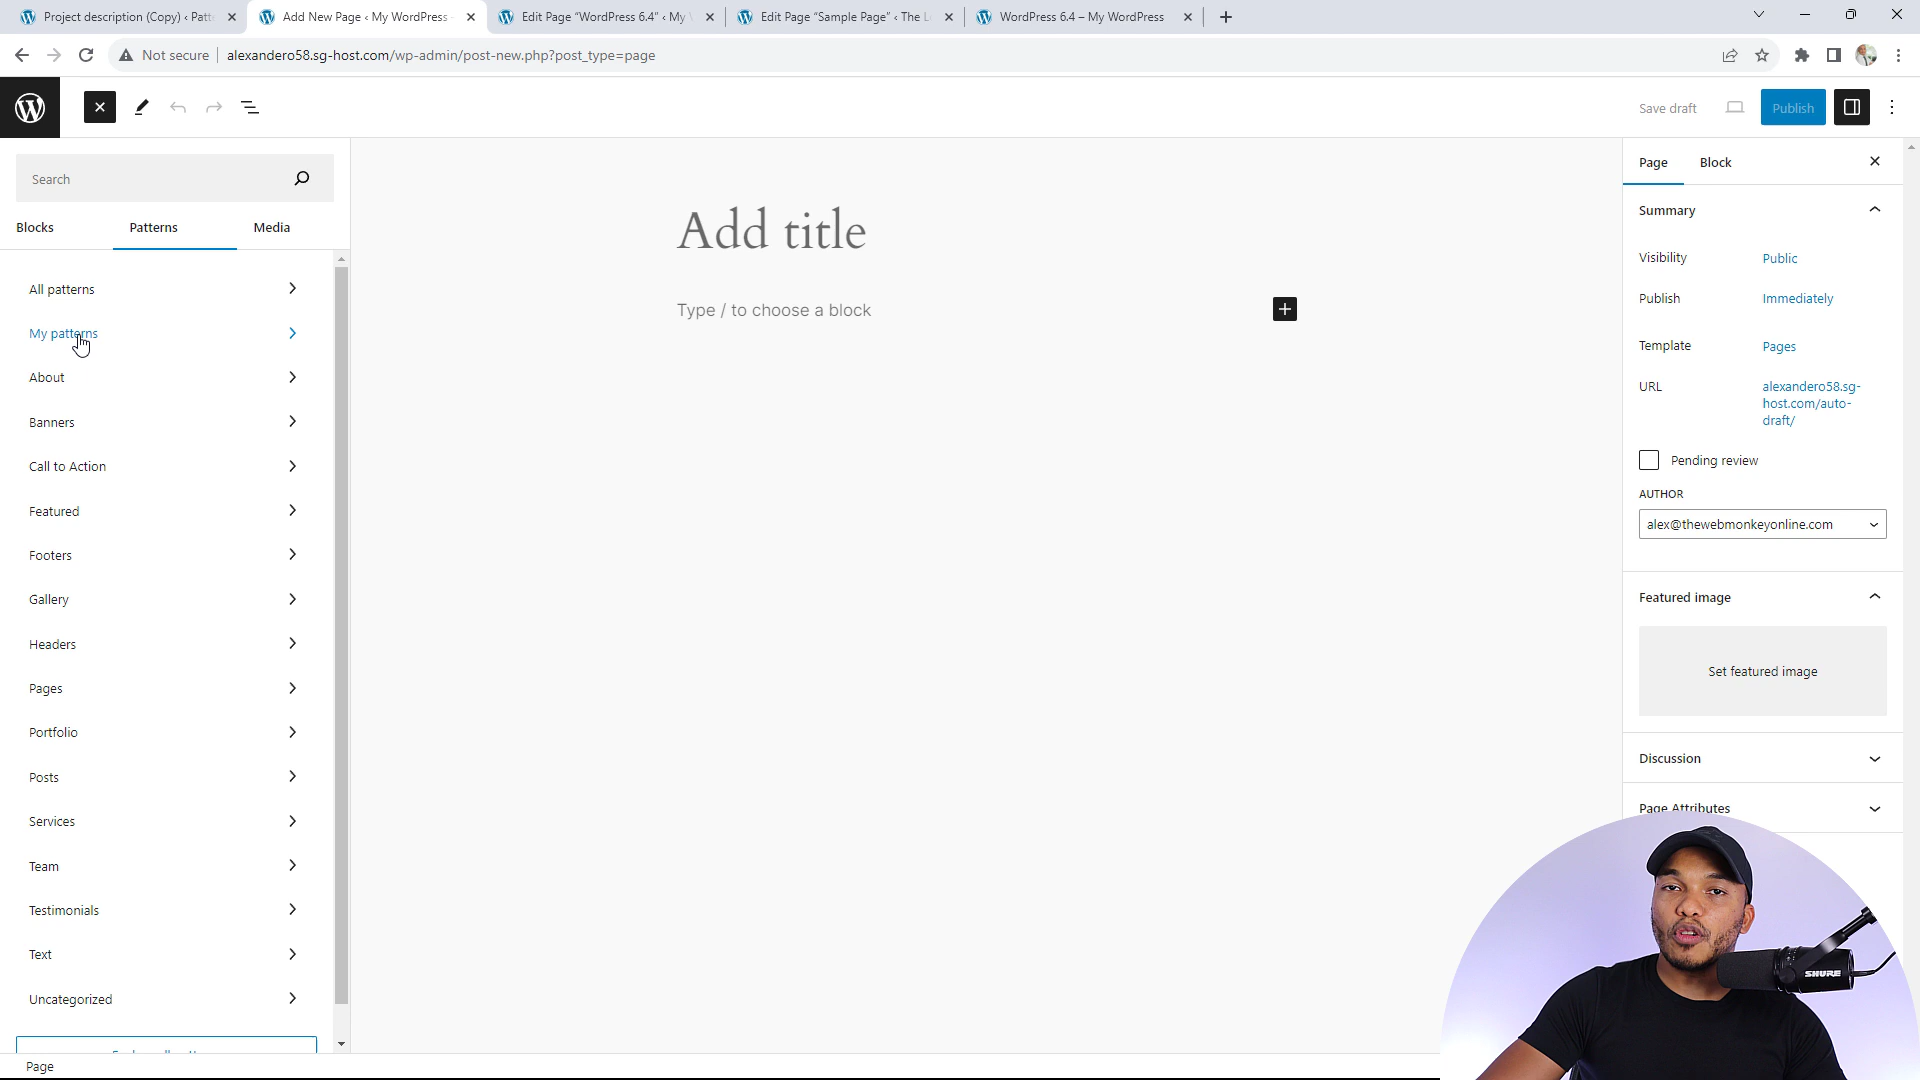 Project description (Copy) ‹ Patt
Add New Page ‹ My WordPress
Edit Page “WordPress 6.4” ‹ My
Edit Page “Sample Page” ‹ The L
WordPress 6.4 – My WordPress
Not secure
alexandero58.sg-host.com/wp-admin/post-new.php?post_type=page
Save draft
Publish
Search
Blocks
Patterns
Media
All patterns
My patterns
About
Banners
Call to Action
Featured
Footers
Gallery
Headers
Pages
Portfolio
Posts
Services
Team
Testimonials
Text
Uncategorized
Page
Add title
Type / to choose a block
Page
Block
Summary
Visibility
Public
Publish
Immediately
Template
Pages
URL
alexandero58.sg-
host.com/auto-
draft/
Pending review
AUTHOR
alex@thewebmonkeyonline.com
Featured image
Set featured image
Discussion
Page Attributes
SHURE